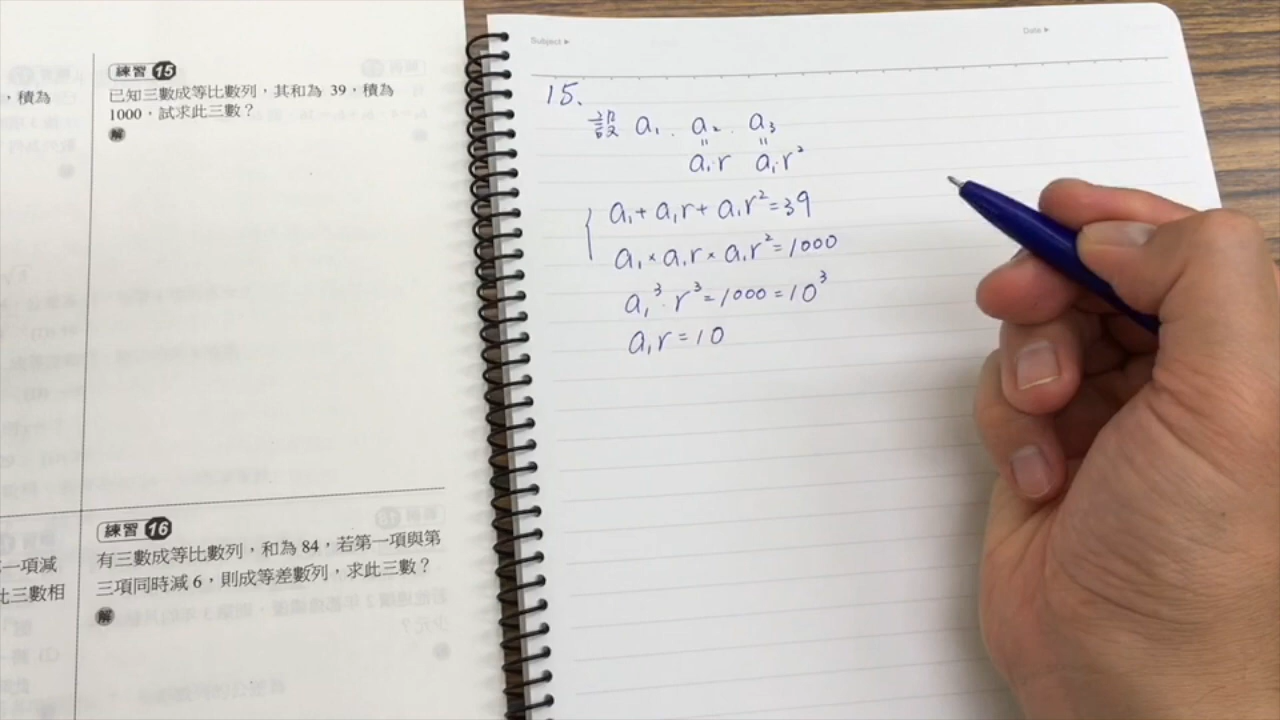 ，積為
練習 15
已知三數成等比數列，其和為 39，積為
1000，試求此三數？
解
一項減
此三數相
練習 16
有三數成等比數列，和為 84，若第一項與第
三項同時減 6，則成等差數列，求此三數？
解
Subject ▸
Date ▸
15.
設 a₁ . a₂ . a₃
= =
a₁r a₁r²
a₁+a₁r+a₁r²=39
a₁×a₁r×a₁r²=1000
a₁³·r³=1000=10³
a₁r=10